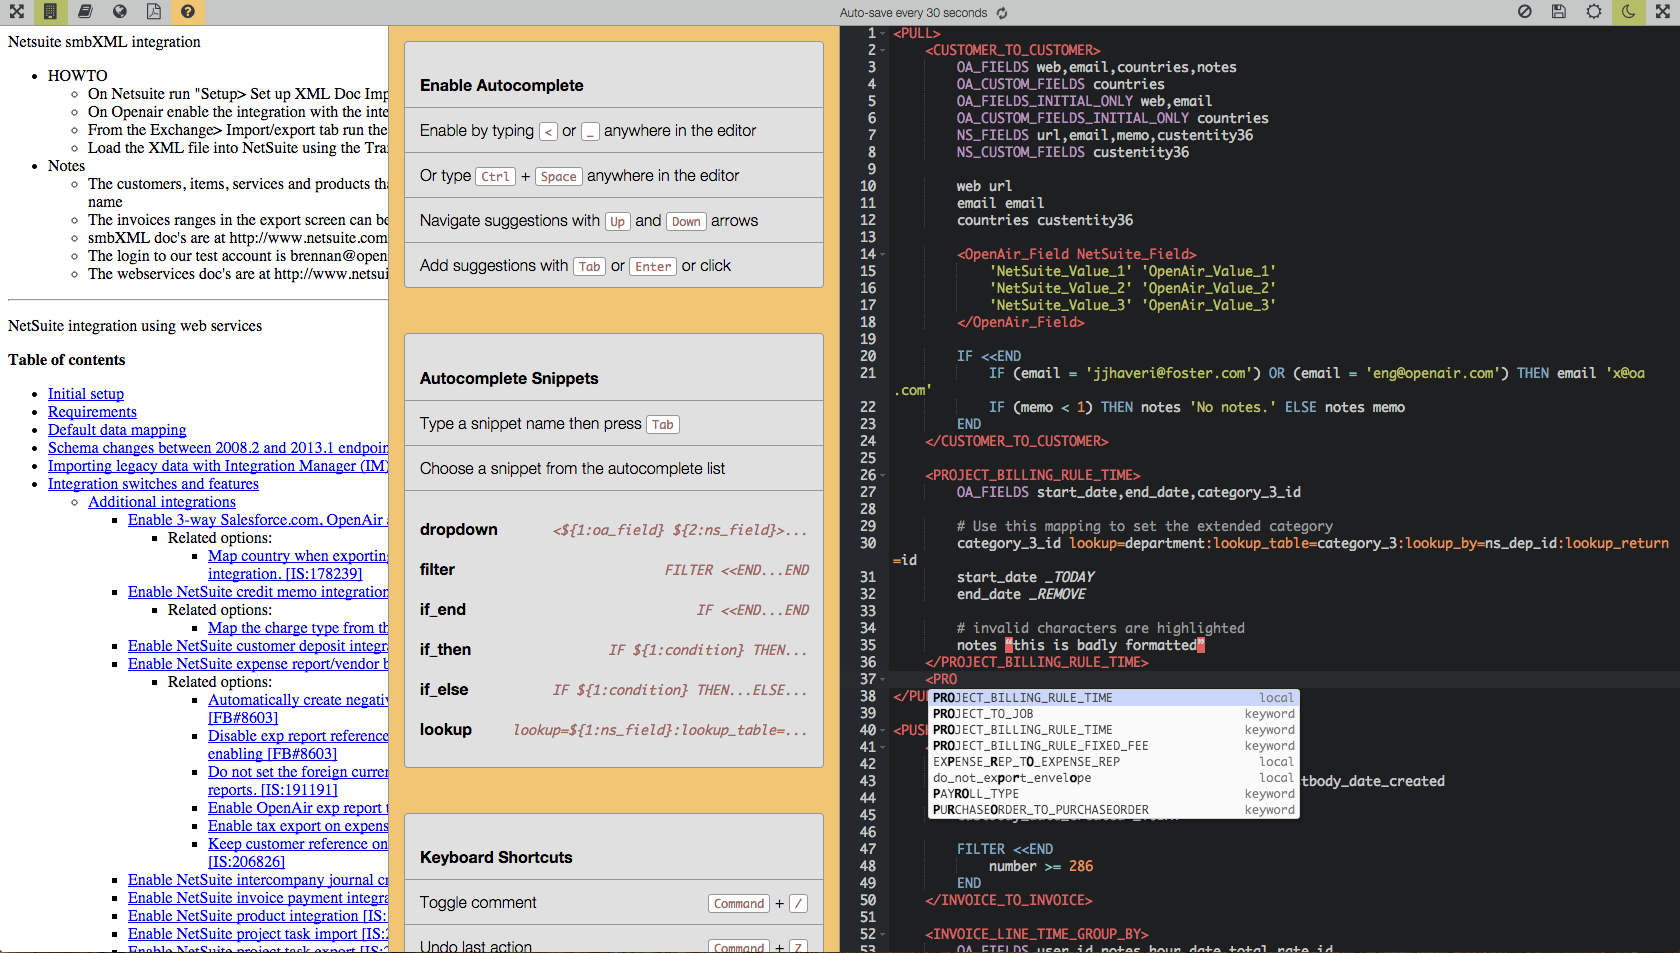 Auto-save every 30 seconds
Netsuite smbXML integration
• HOWTO
◦ On Netsuite run "Setup> Set up XML Doc Imp
◦ On Openair enable the integration with the inte
◦ From the Exchange> Import/export tab run the
◦ Load the XML file into NetSuite using the Tra
• Notes
◦ The customers, items, services and products tha
name
◦ The invoices ranges in the export screen can be
◦ smbXML doc's are at http://www.netsuite.com
◦ The login to our test account is brennan@open
◦ The webservices doc's are at http://www.netsui
NetSuite integration using web services
Table of contents
• Initial setup
• Requirements
• Default data mapping
• Schema changes between 2008.2 and 2013.1 endpoin
• Importing legacy data with Integration Manager (IM)
• Integration switches and features
◦ Additional integrations
▪ Enable 3-way Salesforce.com, OpenAir a
▪ Related options:
▪ Map country when exporting
integration. [IS:178239]
▪ Enable NetSuite credit memo integration
▪ Related options:
▪ Map the charge type from th
▪ Enable NetSuite customer deposit integra
▪ Enable NetSuite expense report/vendor b
▪ Related options:
▪ Automatically create negativ
[FB#8603]
▪ Disable exp report reference
enabling [FB#8603]
▪ Do not set the foreign curren
reports. [IS:191191]
▪ Enable OpenAir exp report t
▪ Enable tax export on expens
▪ Keep customer reference on
[IS:206826]
▪ Enable NetSuite intercompany journal cr
▪ Enable NetSuite invoice payment integra
▪ Enable NetSuite product integration [IS:
▪ Enable NetSuite project task import [IS:2
▪ Enable NetSuite project task export [IS:2
Enable Autocomplete
Enable by typing < or _ anywhere in the editor
Or type Ctrl + Space anywhere in the editor
Navigate suggestions with Up and Down arrows
Add suggestions with Tab or Enter or click
Autocomplete Snippets
Type a snippet name then press Tab
Choose a snippet from the autocomplete list
dropdown <${1:oa_field} ${2:ns_field}>...
filter FILTER <<END...END
if_end IF <<END...END
if_then IF ${1:condition} THEN...
if_else IF ${1:condition} THEN...ELSE...
lookup lookup=${1:ns_field}:lookup_table=...
Keyboard Shortcuts
Toggle comment Command + /
Undo last action Command + Z
1 <PULL>
2 <CUSTOMER_TO_CUSTOMER>
3 OA_FIELDS web,email,countries,notes
4 OA_CUSTOM_FIELDS countries
5 OA_FIELDS_INITIAL_ONLY web,email
6 OA_CUSTOM_FIELDS_INITIAL_ONLY countries
7 NS_FIELDS url,email,memo,custentity36
8 NS_CUSTOM_FIELDS custentity36
9
10 web url
11 email email
12 countries custentity36
13
14 <OpenAir_Field NetSuite_Field>
15 'NetSuite_Value_1' 'OpenAir_Value_1'
16 'NetSuite_Value_2' 'OpenAir_Value_2'
17 'NetSuite_Value_3' 'OpenAir_Value_3'
18 </OpenAir_Field>
19
20 IF <<END
21 IF (email = 'jjhaveri@foster.com') OR (email = 'eng@openair.com') THEN email 'x@oa
.com'
22 IF (memo < 1) THEN notes 'No notes.' ELSE notes memo
23 END
24 </CUSTOMER_TO_CUSTOMER>
25
26 <PROJECT_BILLING_RULE_TIME>
27 OA_FIELDS start_date,end_date,category_3_id
28
29 # Use this mapping to set the extended category
30 category_3_id lookup=department:lookup_table=category_3:lookup_by=ns_dep_id:lookup_return
=id
31 start_date _TODAY
32 end_date _REMOVE
33
34 # invalid characters are highlighted
35 notes “this is badly formatted”
36 </PROJECT_BILLING_RULE_TIME>
37 <PRO
38 </PU
PROJECT_BILLING_RULE_TIME local
PROJECT_TO_JOB keyword
PROJECT_BILLING_RULE_TIME keyword
PROJECT_BILLING_RULE_FIXED_FEE keyword
EXPENSE_REP_TO_EXPENSE_REP local
do_not_export_envelope local
PAYROLL_TYPE keyword
PURCHASEORDER_TO_PURCHASEORDER keyword
39
40 <PUS
41
42
43 tbody_date_created
44
45
46
47 FILTER <<END
48 number >= 286
49 END
50 </INVOICE_TO_INVOICE>
51
52 <INVOICE_LINE_TIME_GROUP_BY>
53 OA_FIELDS user_id,notes,hour,date,total,rate,id